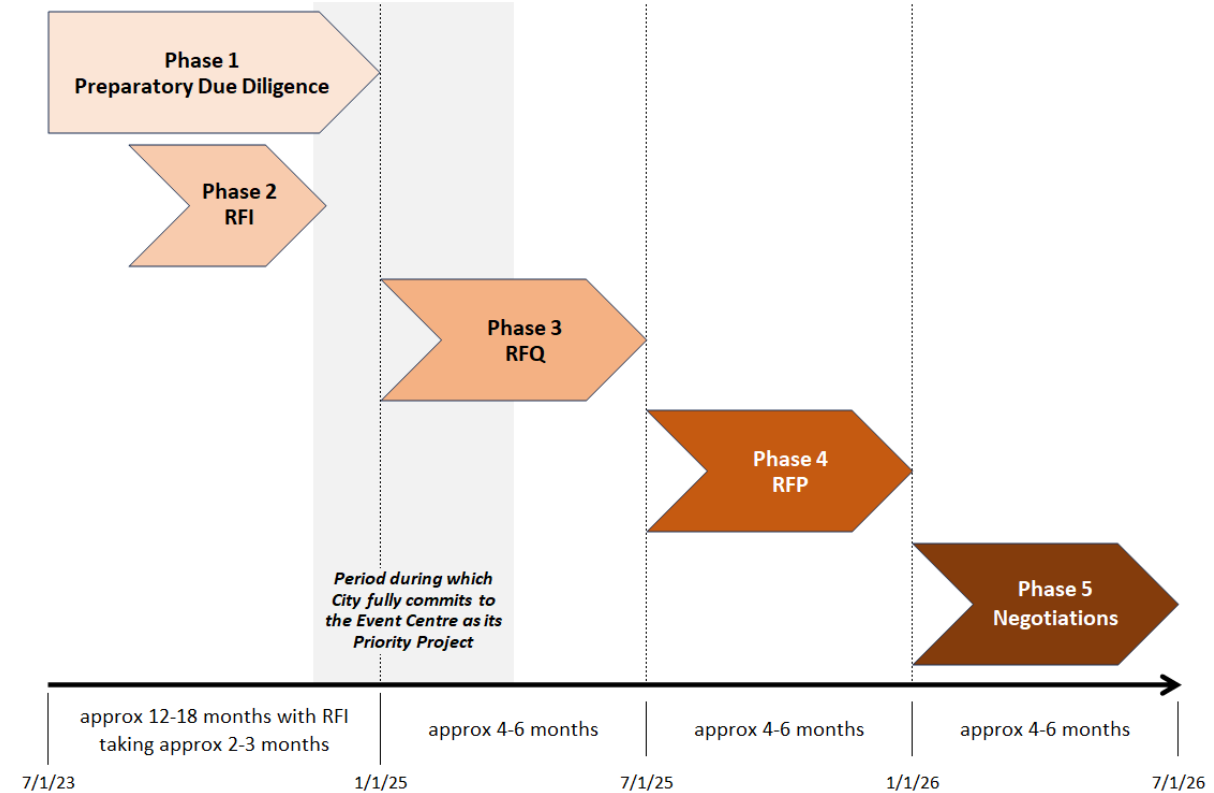 Phase 1
Preparatory Due Diligence
Phase 2
RFI
Phase 3
RFQ
Phase 4
RFP
Phase 5
Negotiations
Period during which
City fully commits to
the Event Centre as its
Priority Project
approx 12-18 months with RFI
taking approx 2-3 months
approx 4-6 months
approx 4-6 months
approx 4-6 months
7/1/23
1/1/25
7/1/25
1/1/26
7/1/26